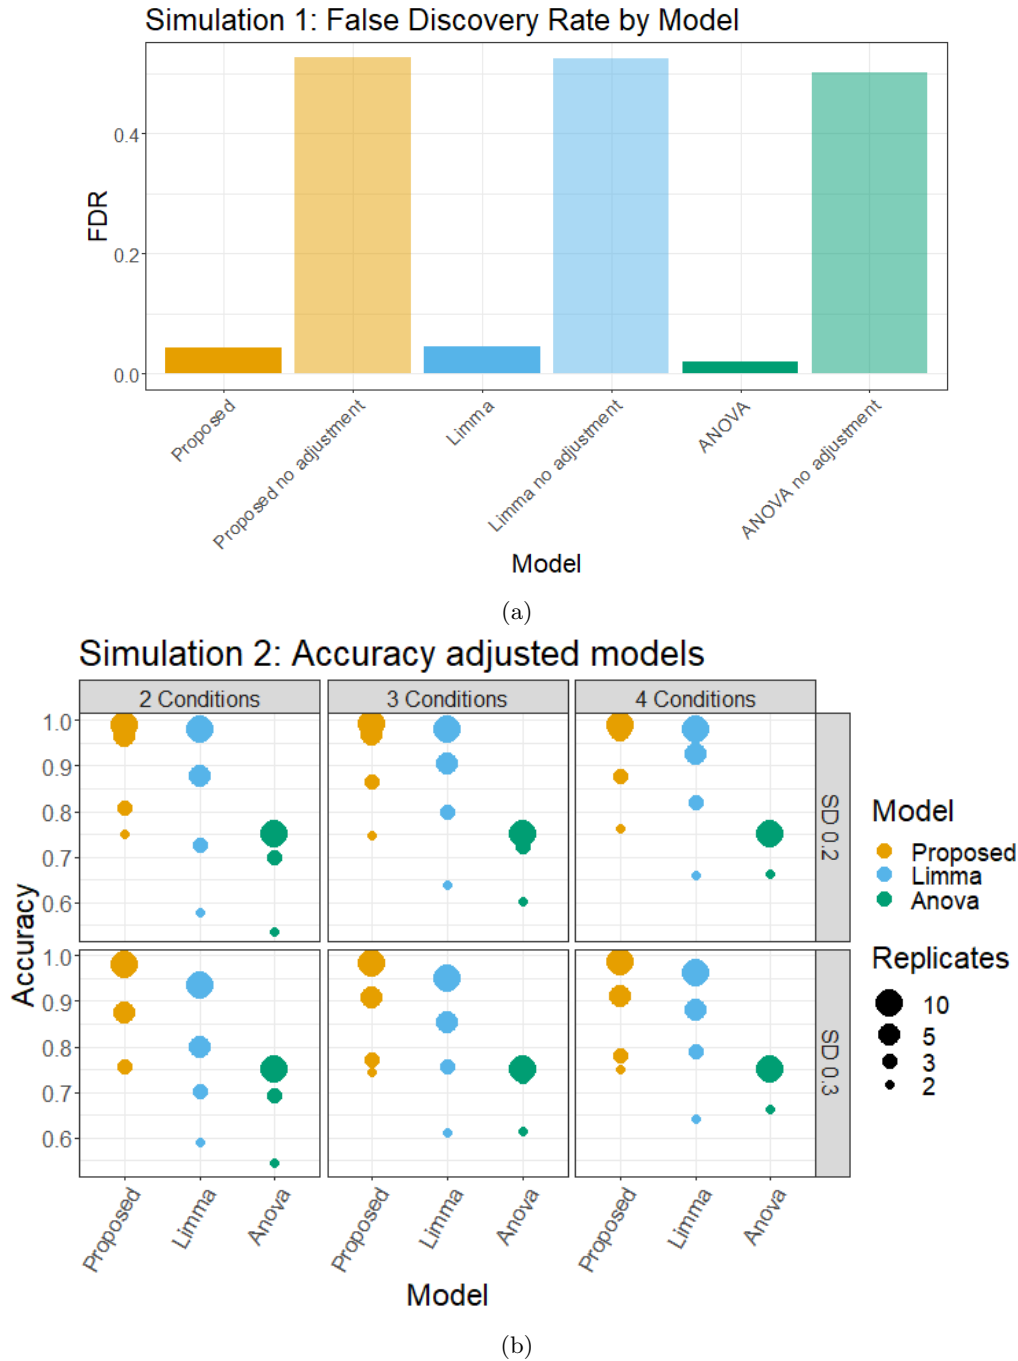 Simulation 1: False Discovery Rate by Model
FDR
0.4
0.2
0.0
Proposed
Proposed no adjustment
Limma
Limma no adjustment
ANOVA
ANOVA no adjustment
Model
(a)
Simulation 2: Accuracy adjusted models
2 Conditions
3 Conditions
4 Conditions
Accuracy
1.0
0.9
0.8
0.7
0.6
SD 0.2
1.0
0.9
0.8
0.7
0.6
SD 0.3
Proposed
Limma
Anova
Proposed
Limma
Anova
Proposed
Limma
Anova
Model
Model
Proposed
Limma
Anova
Replicates
10
5
3
2
(b)